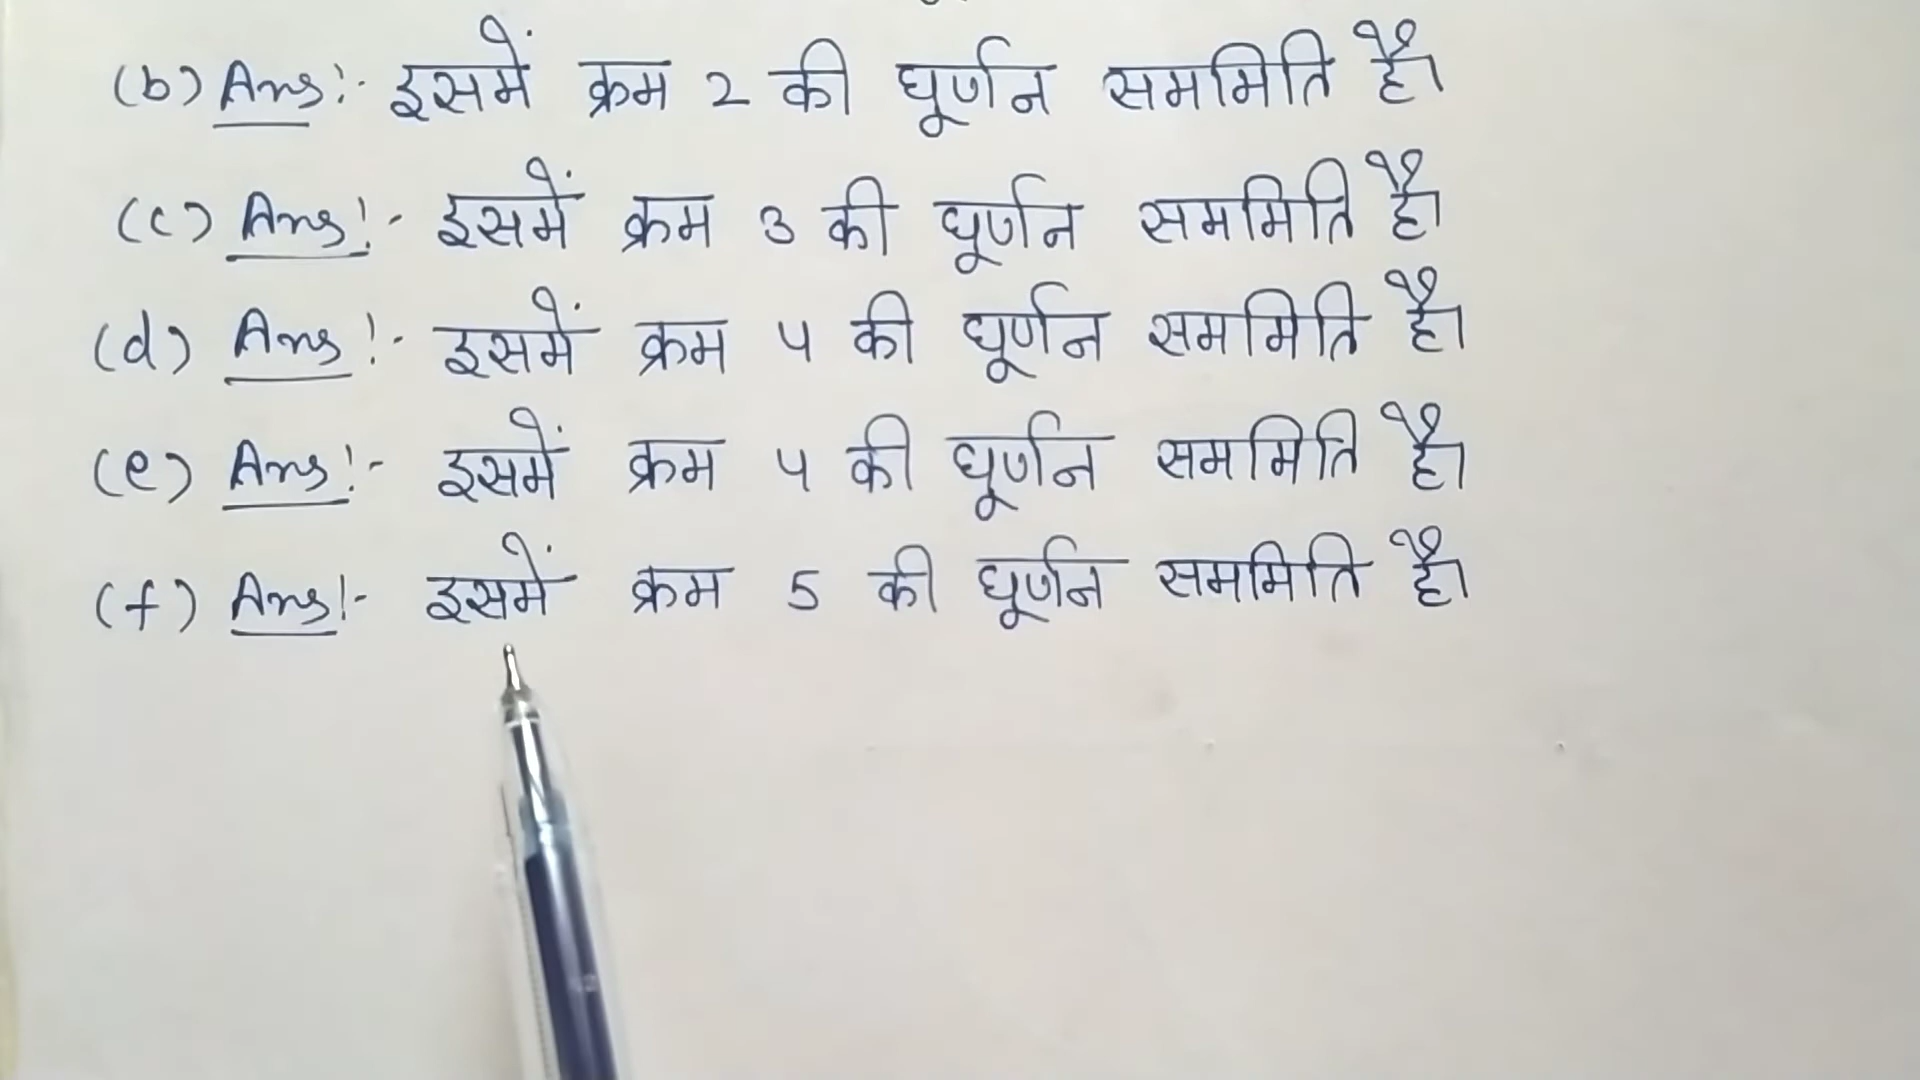 (b) Ans:- इसमें क्रम 2 की घूर्णन सममिति है।
(c) Ans:- इसमें क्रम 3 की घूर्णन सममिति है।
(d) Ans:- इसमें क्रम 4 की घूर्णन सममिति है।
(e) Ans:- इसमें क्रम 4 की घूर्णन सममिति है।
(f) Ans:- इसमें क्रम 5 की घूर्णन सममिति है।